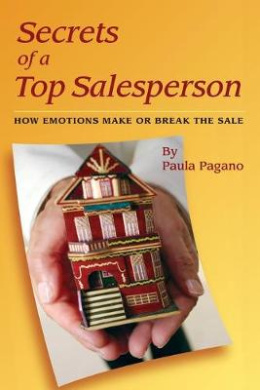 Secrets
of a
Top Salesperson
HOW EMOTIONS MAKE OR BREAK THE SALE
By
Paula Pagano